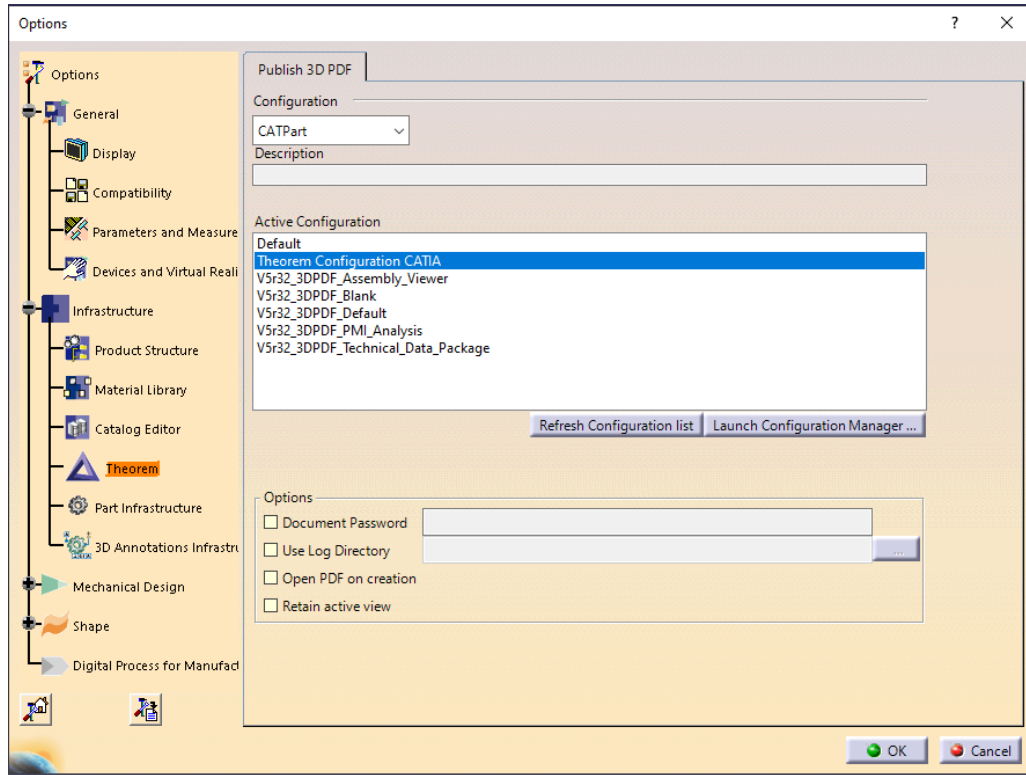 Options
?
Options
General
Display
Compatibility
Parameters and Measure
Devices and Virtual Reali
Infrastructure
Product Structure
Material Library
Catalog Editor
Theorem
Part Infrastructure
3D Annotations Infrastru
Mechanical Design
Shape
Digital Process for Manufact
Publish 3D PDF
Configuration
CATPart
Description
Active Configuration
Default
Theorem Configuration CATIA
V5r32_3DPDF_Assembly_Viewer
V5r32_3DPDF_Blank
V5r32_3DPDF_Default
V5r32_3DPDF_PMI_Analysis
V5r32_3DPDF_Technical_Data_Package
Refresh Configuration list Launch Configuration Manager ...
Options
Document Password
Use Log Directory ...
Open PDF on creation
Retain active view
OK Cancel